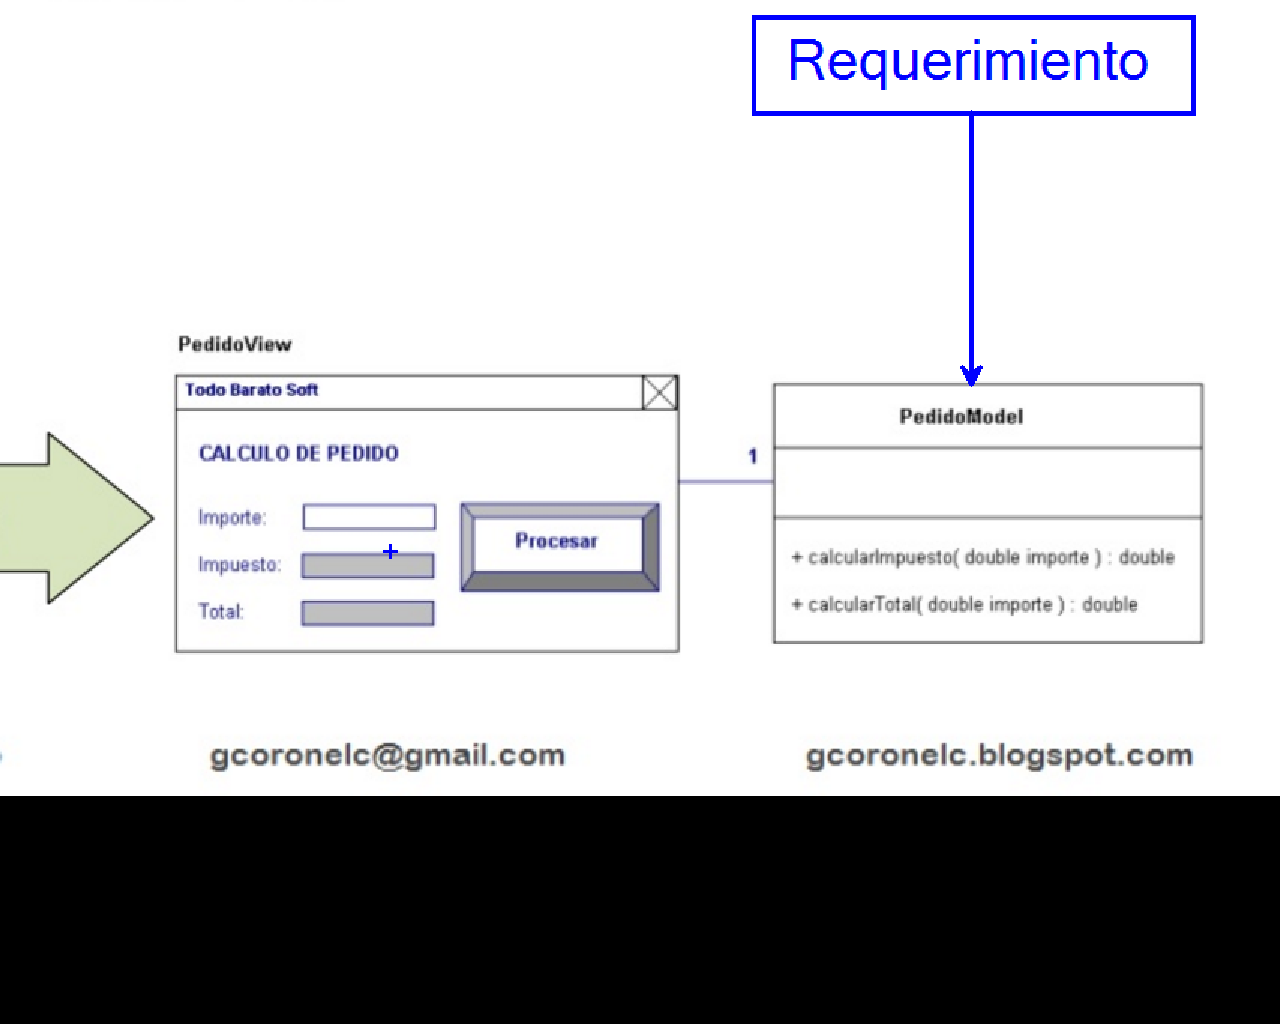 Requerimiento
PedidoView
Todo Barato Soft
CALCULO DE PEDIDO
Importe:
Impuesto:
Total:
Procesar
1
PedidoModel
+ calcularImpuesto( double importe ) : double
+ calcularTotal( double importe ) : double
gcoronelc@gmail.com
gcoronelc.blogspot.com